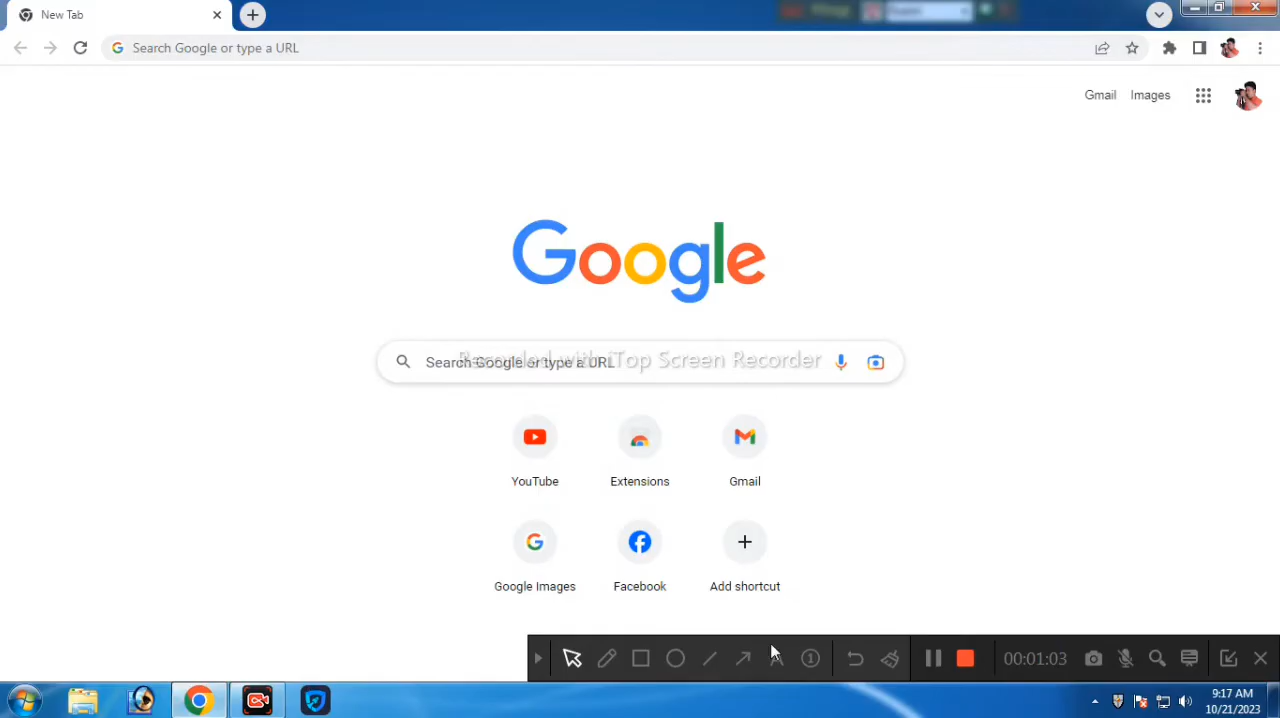 New Tab
Search Google or type a URL
Gmail Images
Google
Search Google or type a URL
Recorded with iTop Screen Recorder
YouTube Extensions Gmail
Google Images Facebook Add shortcut
1
00:01:03
9:17 AM
10/21/2023